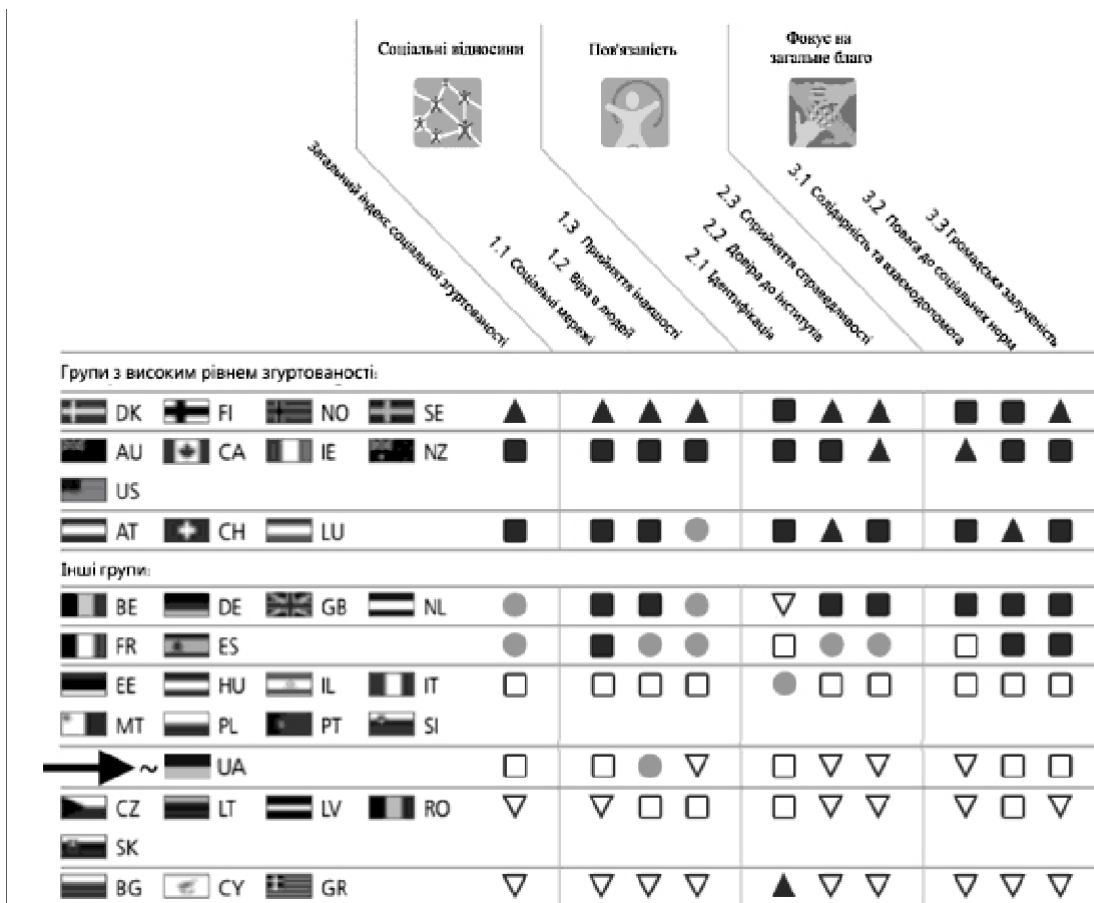 Соціальні відносини
Пов'язаність
Фокус на
загальне благо
Загальний індекс соціальної згуртованості
1.1 Соціальні мережі
1.2 Віра в людей
1.3 Прийняття інакшості
2.1 Ідентифікація
2.2 Довіра до інститутів
2.3 Сприйняття справедливості
3.1 Солідарність та взаємодопомога
3.2 Повага до соціальних норм
3.3 Громадська залученість
Групи з високим рівнем згуртованості:
DK FI NO SE
AU CA IE NZ
US
AT CH LU
Інші групи:
BE DE GB NL
FR ES
EE HU IL IT
MT PL PT SI
~ UA
CZ LT LV RO
SK
BG CY GR